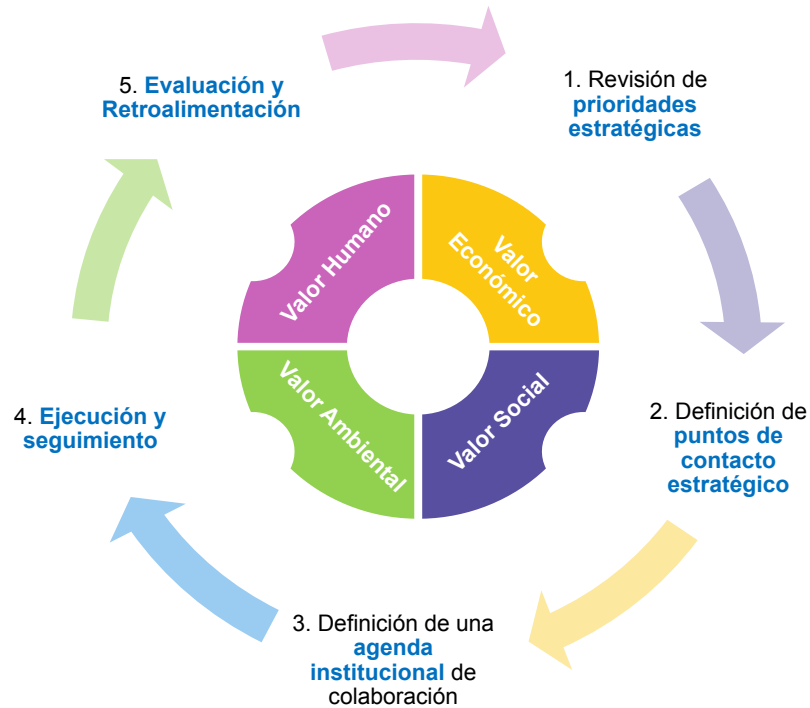 1. Revisión de
prioridades
estratégicas
2. Definición de
puntos de
contacto
estratégico
3. Definición de una
agenda
institucional de
colaboración
4. Ejecución y
seguimiento
5. Evaluación y
Retroalimentación
Valor Humano
Valor
Económico
Valor Ambiental
Valor Social